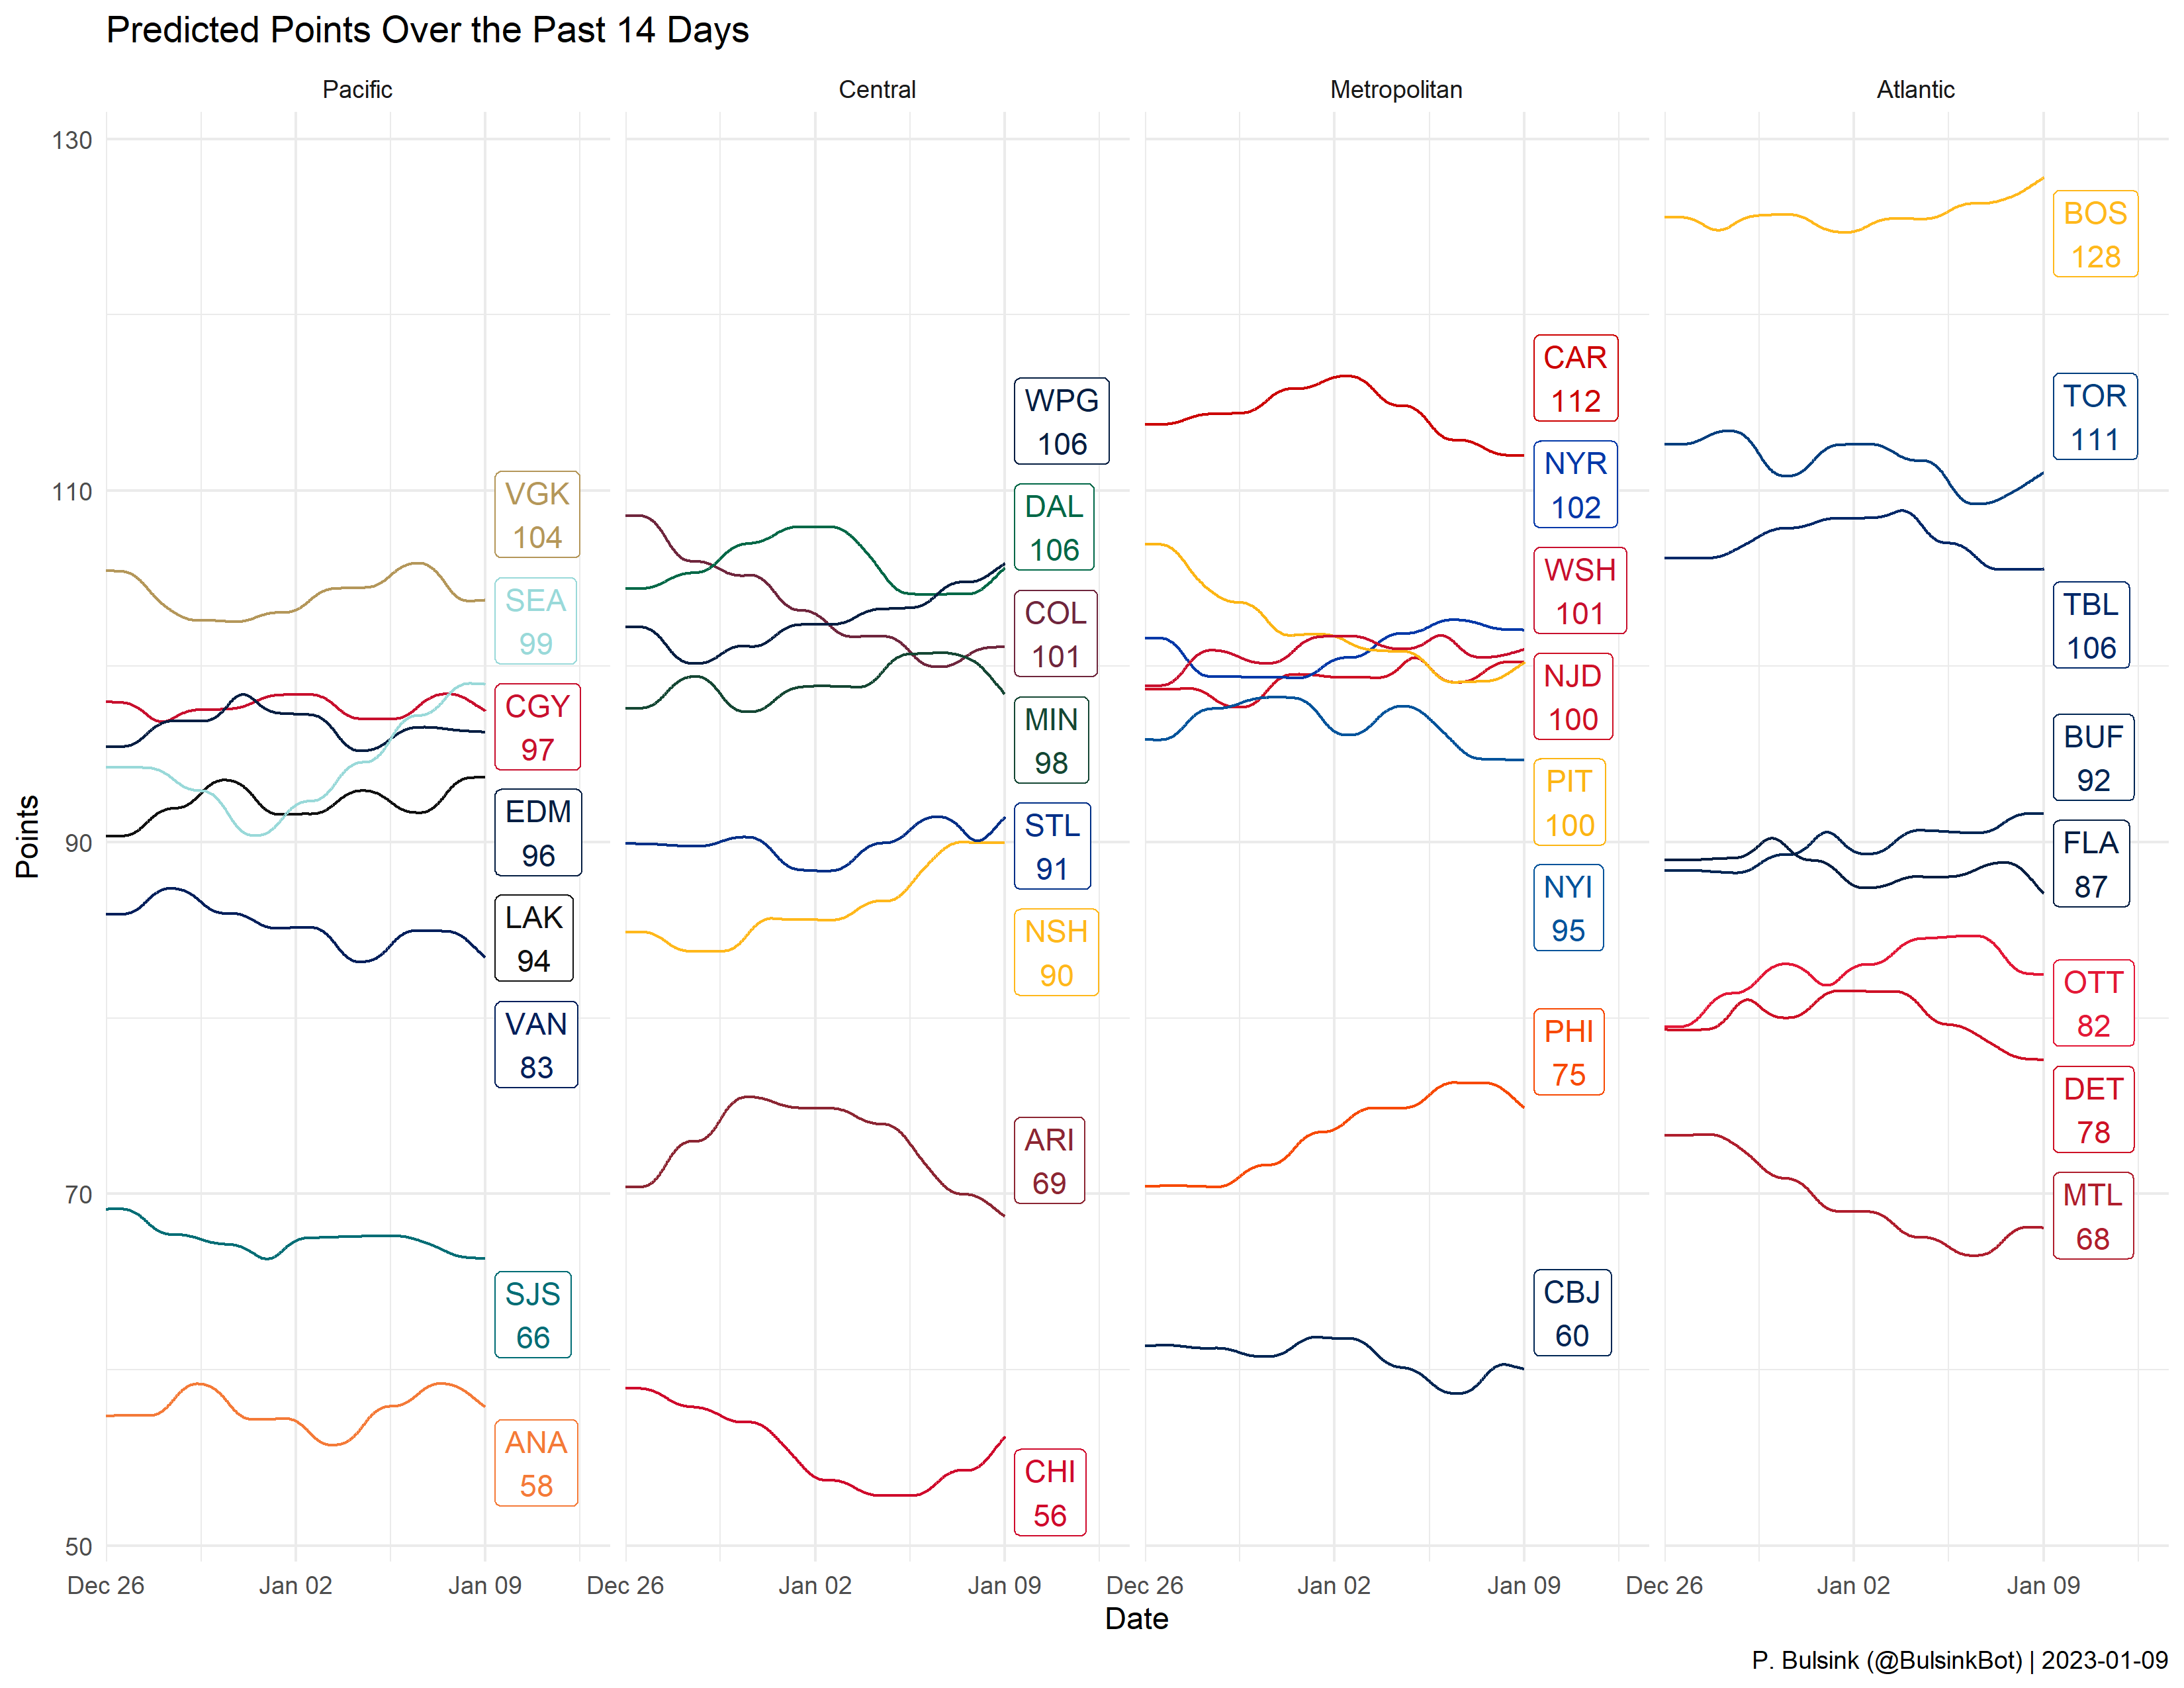 Predicted Points Over the Past 14 Days
Pacific
Central
Metropolitan
Atlantic
Points
130
110
90
70
50
VGK
104
SEA
99
CGY
97
EDM
96
LAK
94
VAN
83
SJS
66
ANA
58
WPG
106
DAL
106
COL
101
MIN
98
STL
91
NSH
90
ARI
69
CHI
56
CAR
112
NYR
102
WSH
101
NJD
100
PIT
100
NYI
95
PHI
75
CBJ
60
BOS
128
TOR
111
TBL
106
BUF
92
FLA
87
OTT
82
DET
78
MTL
68
Dec 26
Jan 02
Jan 09
Dec 26
Jan 02
Jan 09
Dec 26
Jan 02
Jan 09
Dec 26
Jan 02
Jan 09
Date
P. Bulsink (@BulsinkBot) | 2023-01-09